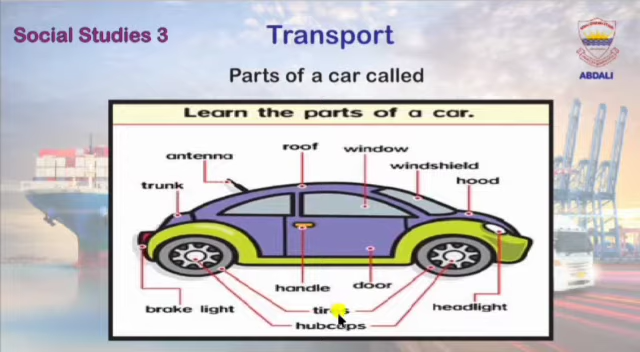 Social Studies 3
Transport
ABDALI
Parts of a car called
Learn the parts of a car.
antenna
roof
window
windshield
trunk
hood
handle
door
brake light
tires
headlight
hubcaps